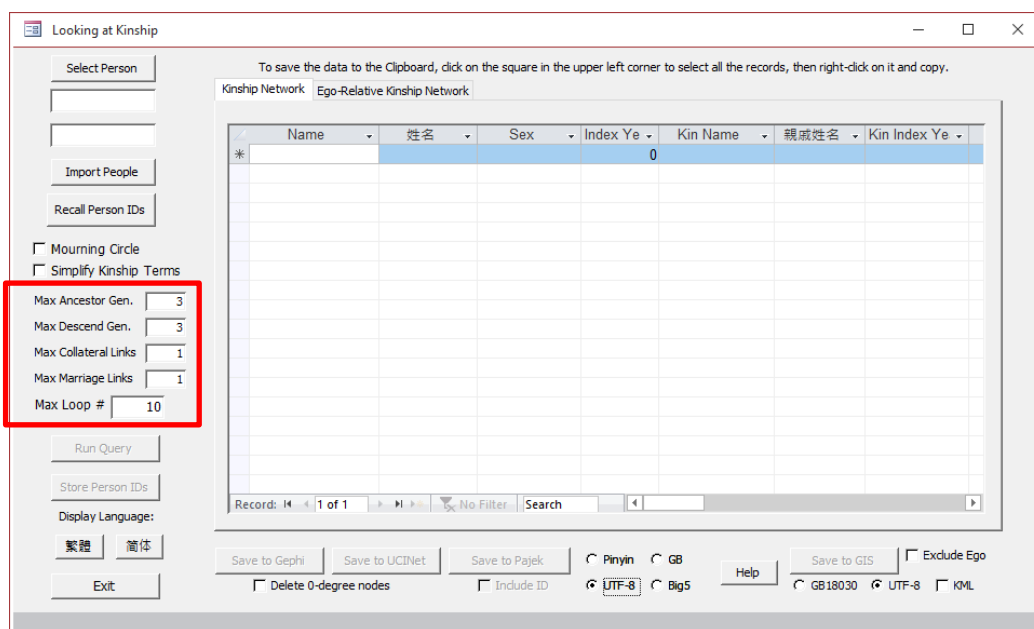 Looking at Kinship
Select Person
To save the data to the Clipboard, click on the square in the upper left corner to select all the records, then right-click on it and copy.
Kinship Network Ego-Relative Kinship Network
Name 姓名 Sex Index Ye Kin Name 親戚姓名 Kin Index Ye
0
Import People
Recall Person IDs
Mourning Circle
Simplify Kinship Terms
Max Ancestor Gen. 3
Max Descend Gen. 3
Max Collateral Links 1
Max Marriage Links 1
Max Loop # 10
Run Query
Store Person IDs
Record: 1 of 1 No Filter Search
Display Language:
繁體 简体
Exit
Save to Gephi Save to UCINet Save to Pajek Pinyin GB Help Save to GIS Exclude Ego
Delete 0-degree nodes Include ID UTF-8 Big5 GB18030 UTF-8 KML